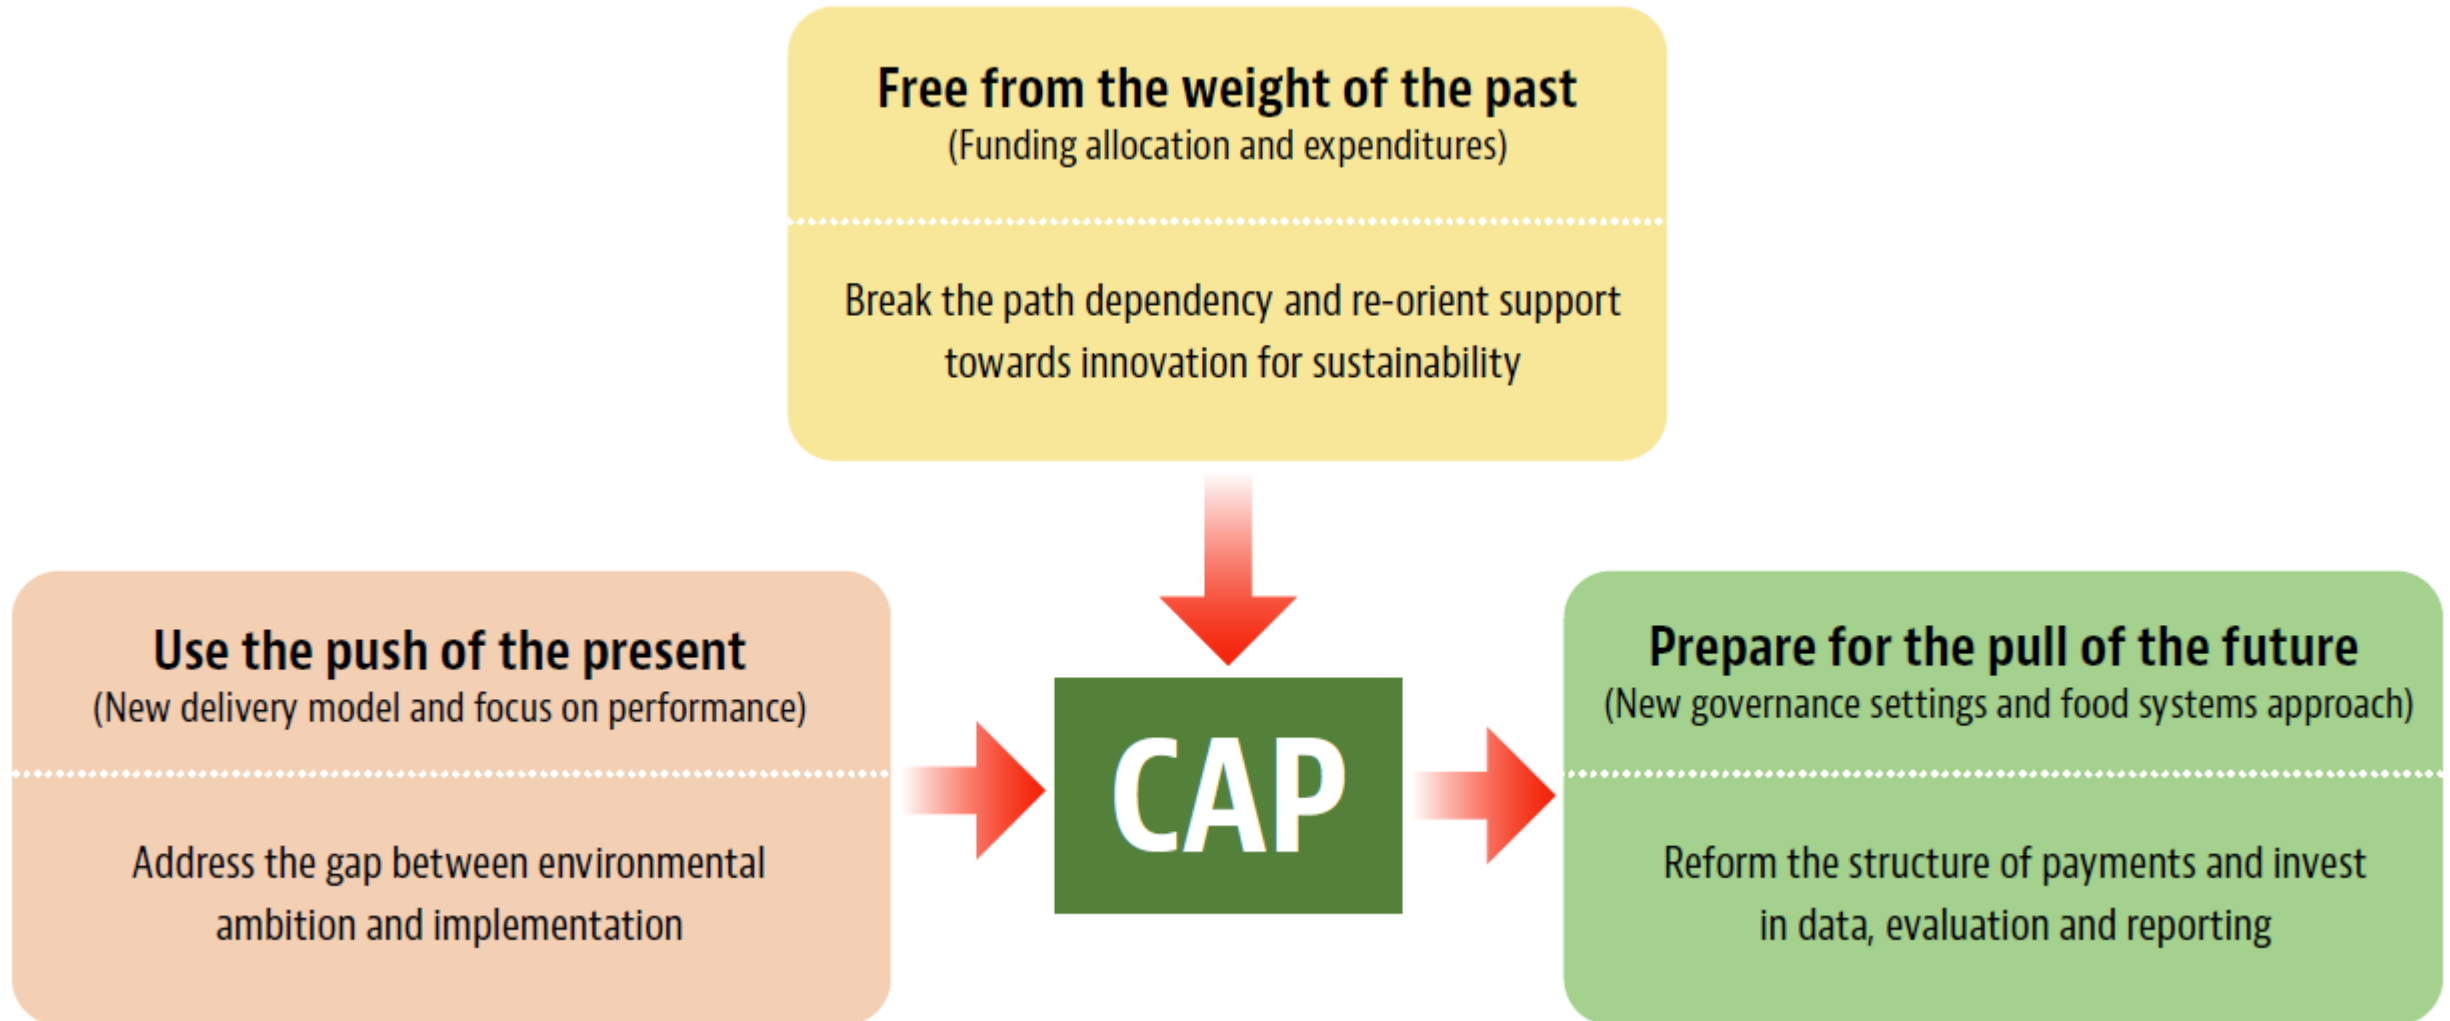 Free from the weight of the past
(Funding allocation and expenditures)
Break the path dependency and re-orient support
towards innovation for sustainability
Use the push of the present
(New delivery model and focus on performance)
Address the gap between environmental
ambition and implementation
CAP
Prepare for the pull of the future
(New governance settings and food systems approach)
Reform the structure of payments and invest
in data, evaluation and reporting